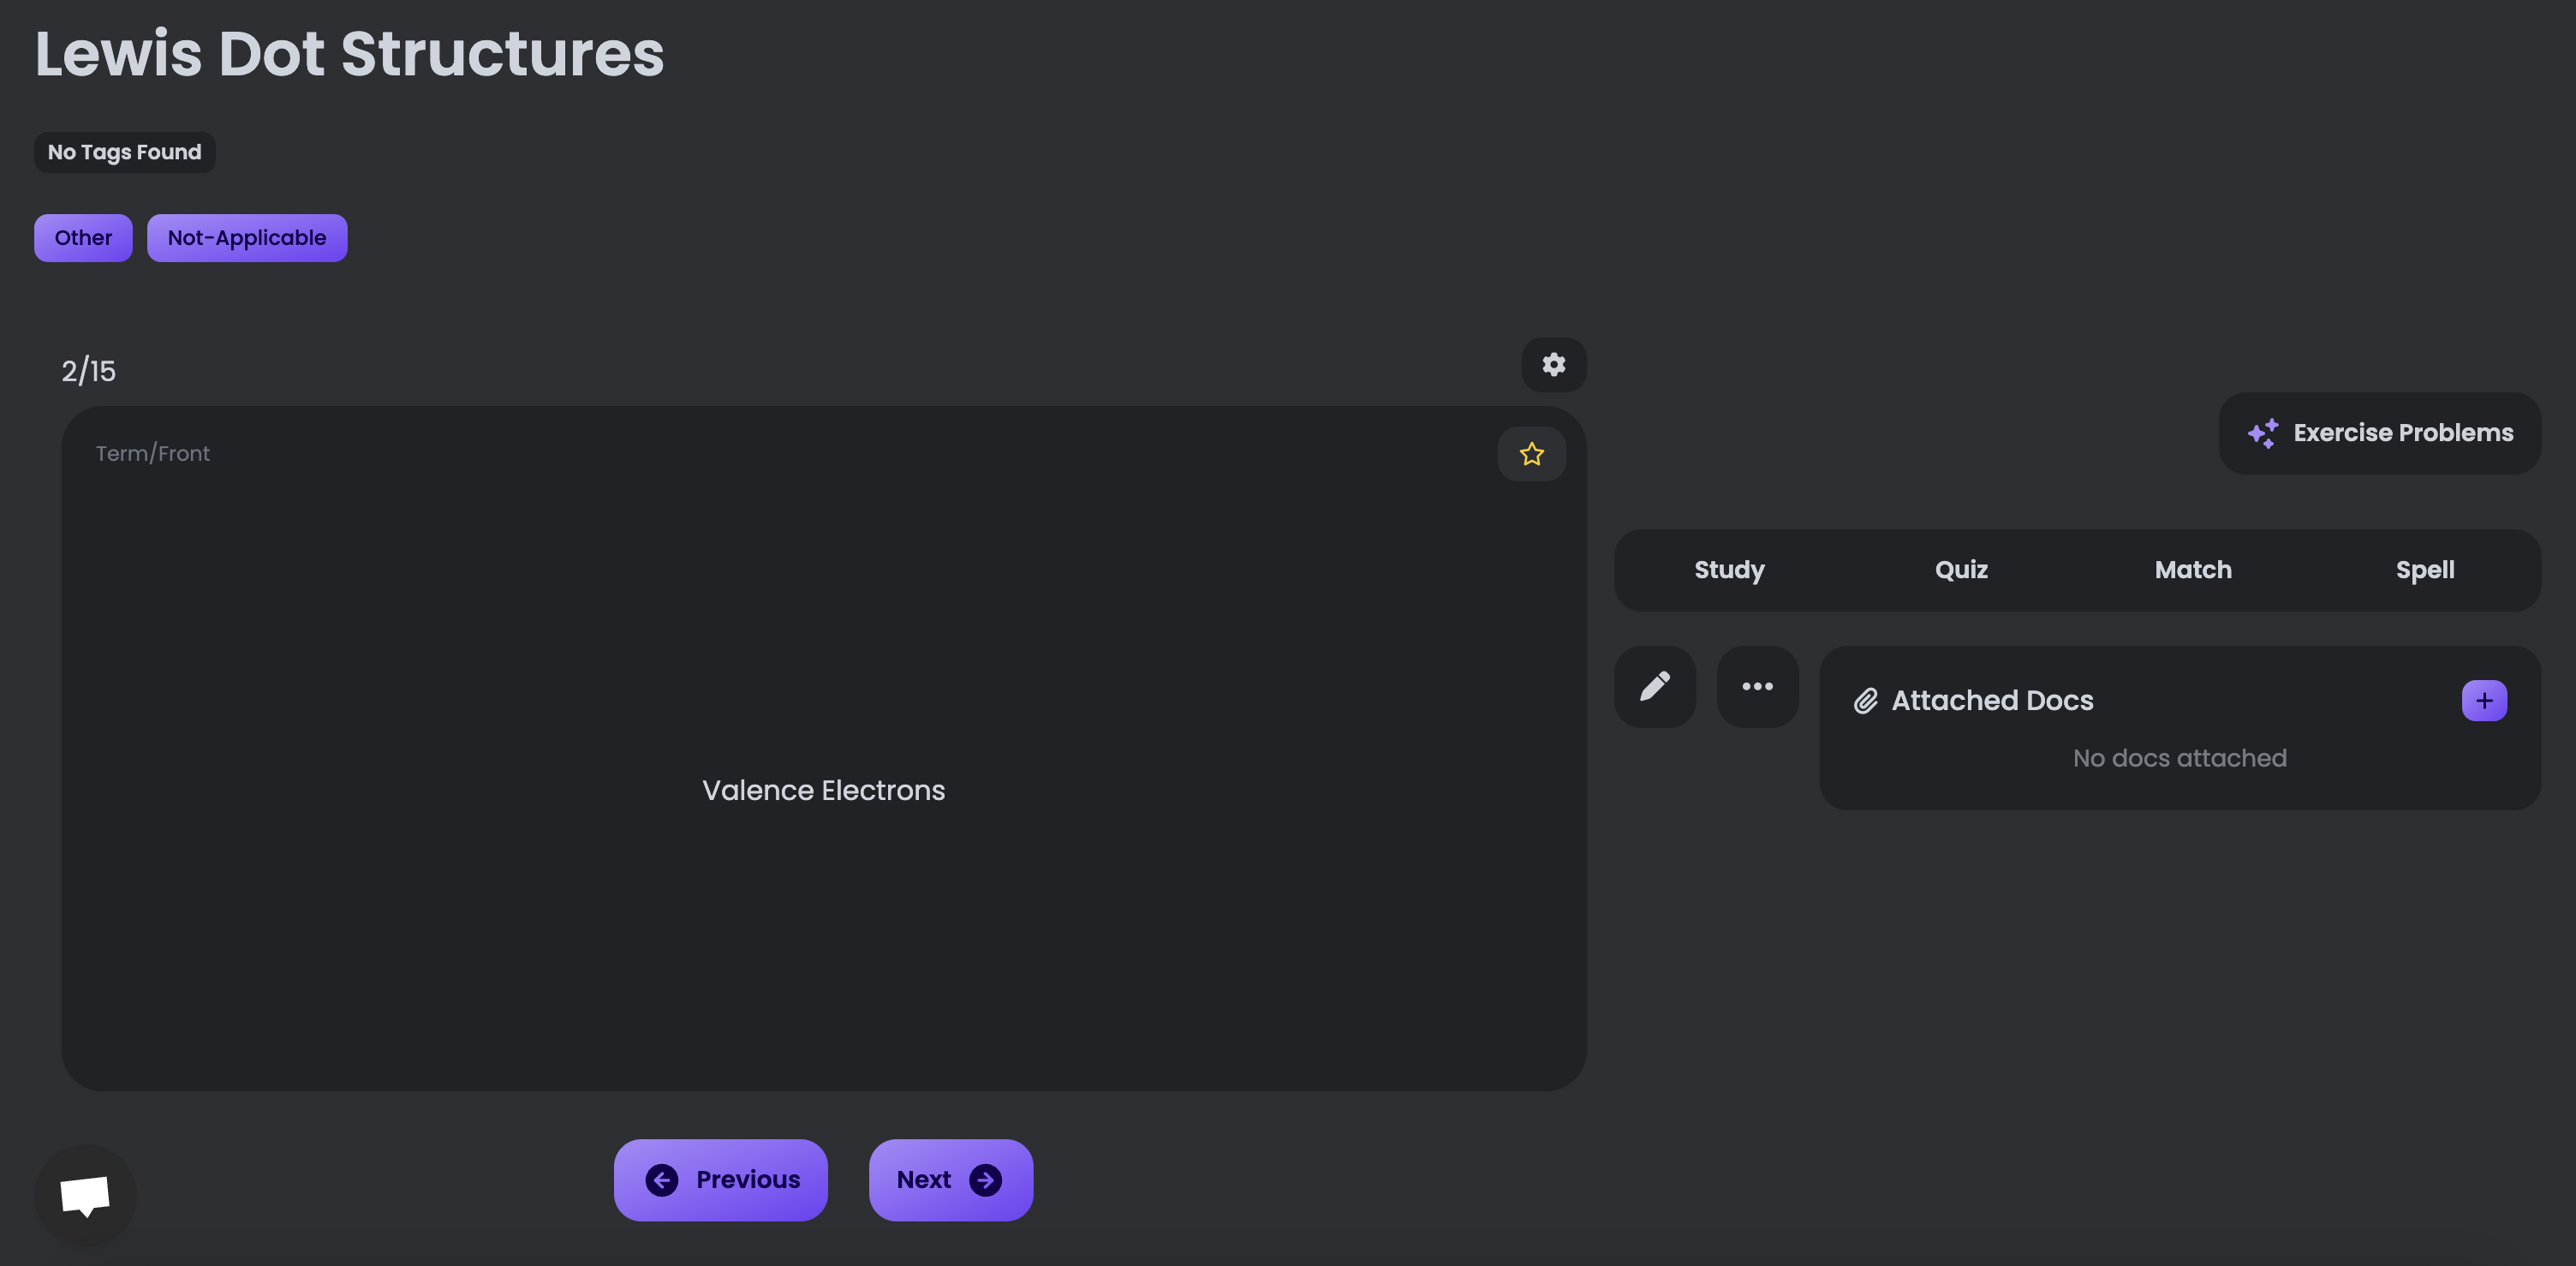 Lewis Dot Structures
No Tags Found
Other
Not-Applicable
2/15
Term/Front
Valence Electrons
Previous
Next
Exercise Problems
Study
Quiz
Match
Spell
Attached Docs
No docs attached